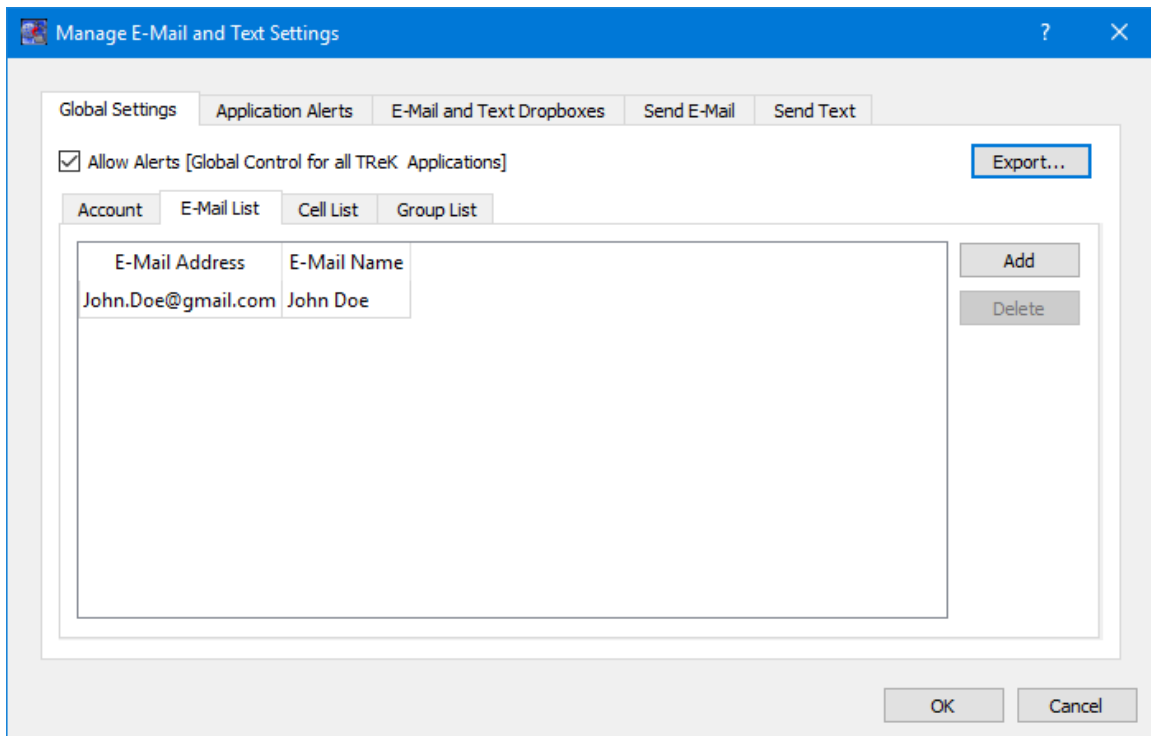 Manage E-Mail and Text Settings ?
Global Settings Application Alerts E-Mail and Text Dropboxes Send E-Mail Send Text
Allow Alerts [Global Control for all TReK Applications] Export...
Account E-Mail List Cell List Group List
E-Mail Address E-Mail Name Add
John.Doe@gmail.com John Doe Delete
OK Cancel